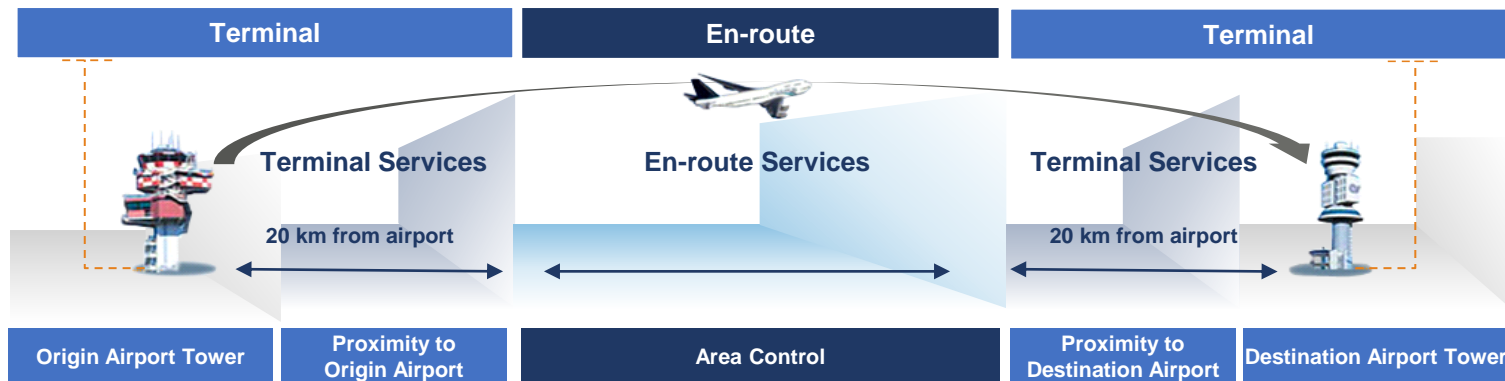 Terminal
En-route
Terminal
Terminal Services
En-route Services
Terminal Services
20 km from airport
20 km from airport
Origin Airport Tower
Proximity to
Origin Airport
Area Control
Proximity to
Destination Airport
Destination Airport Tower